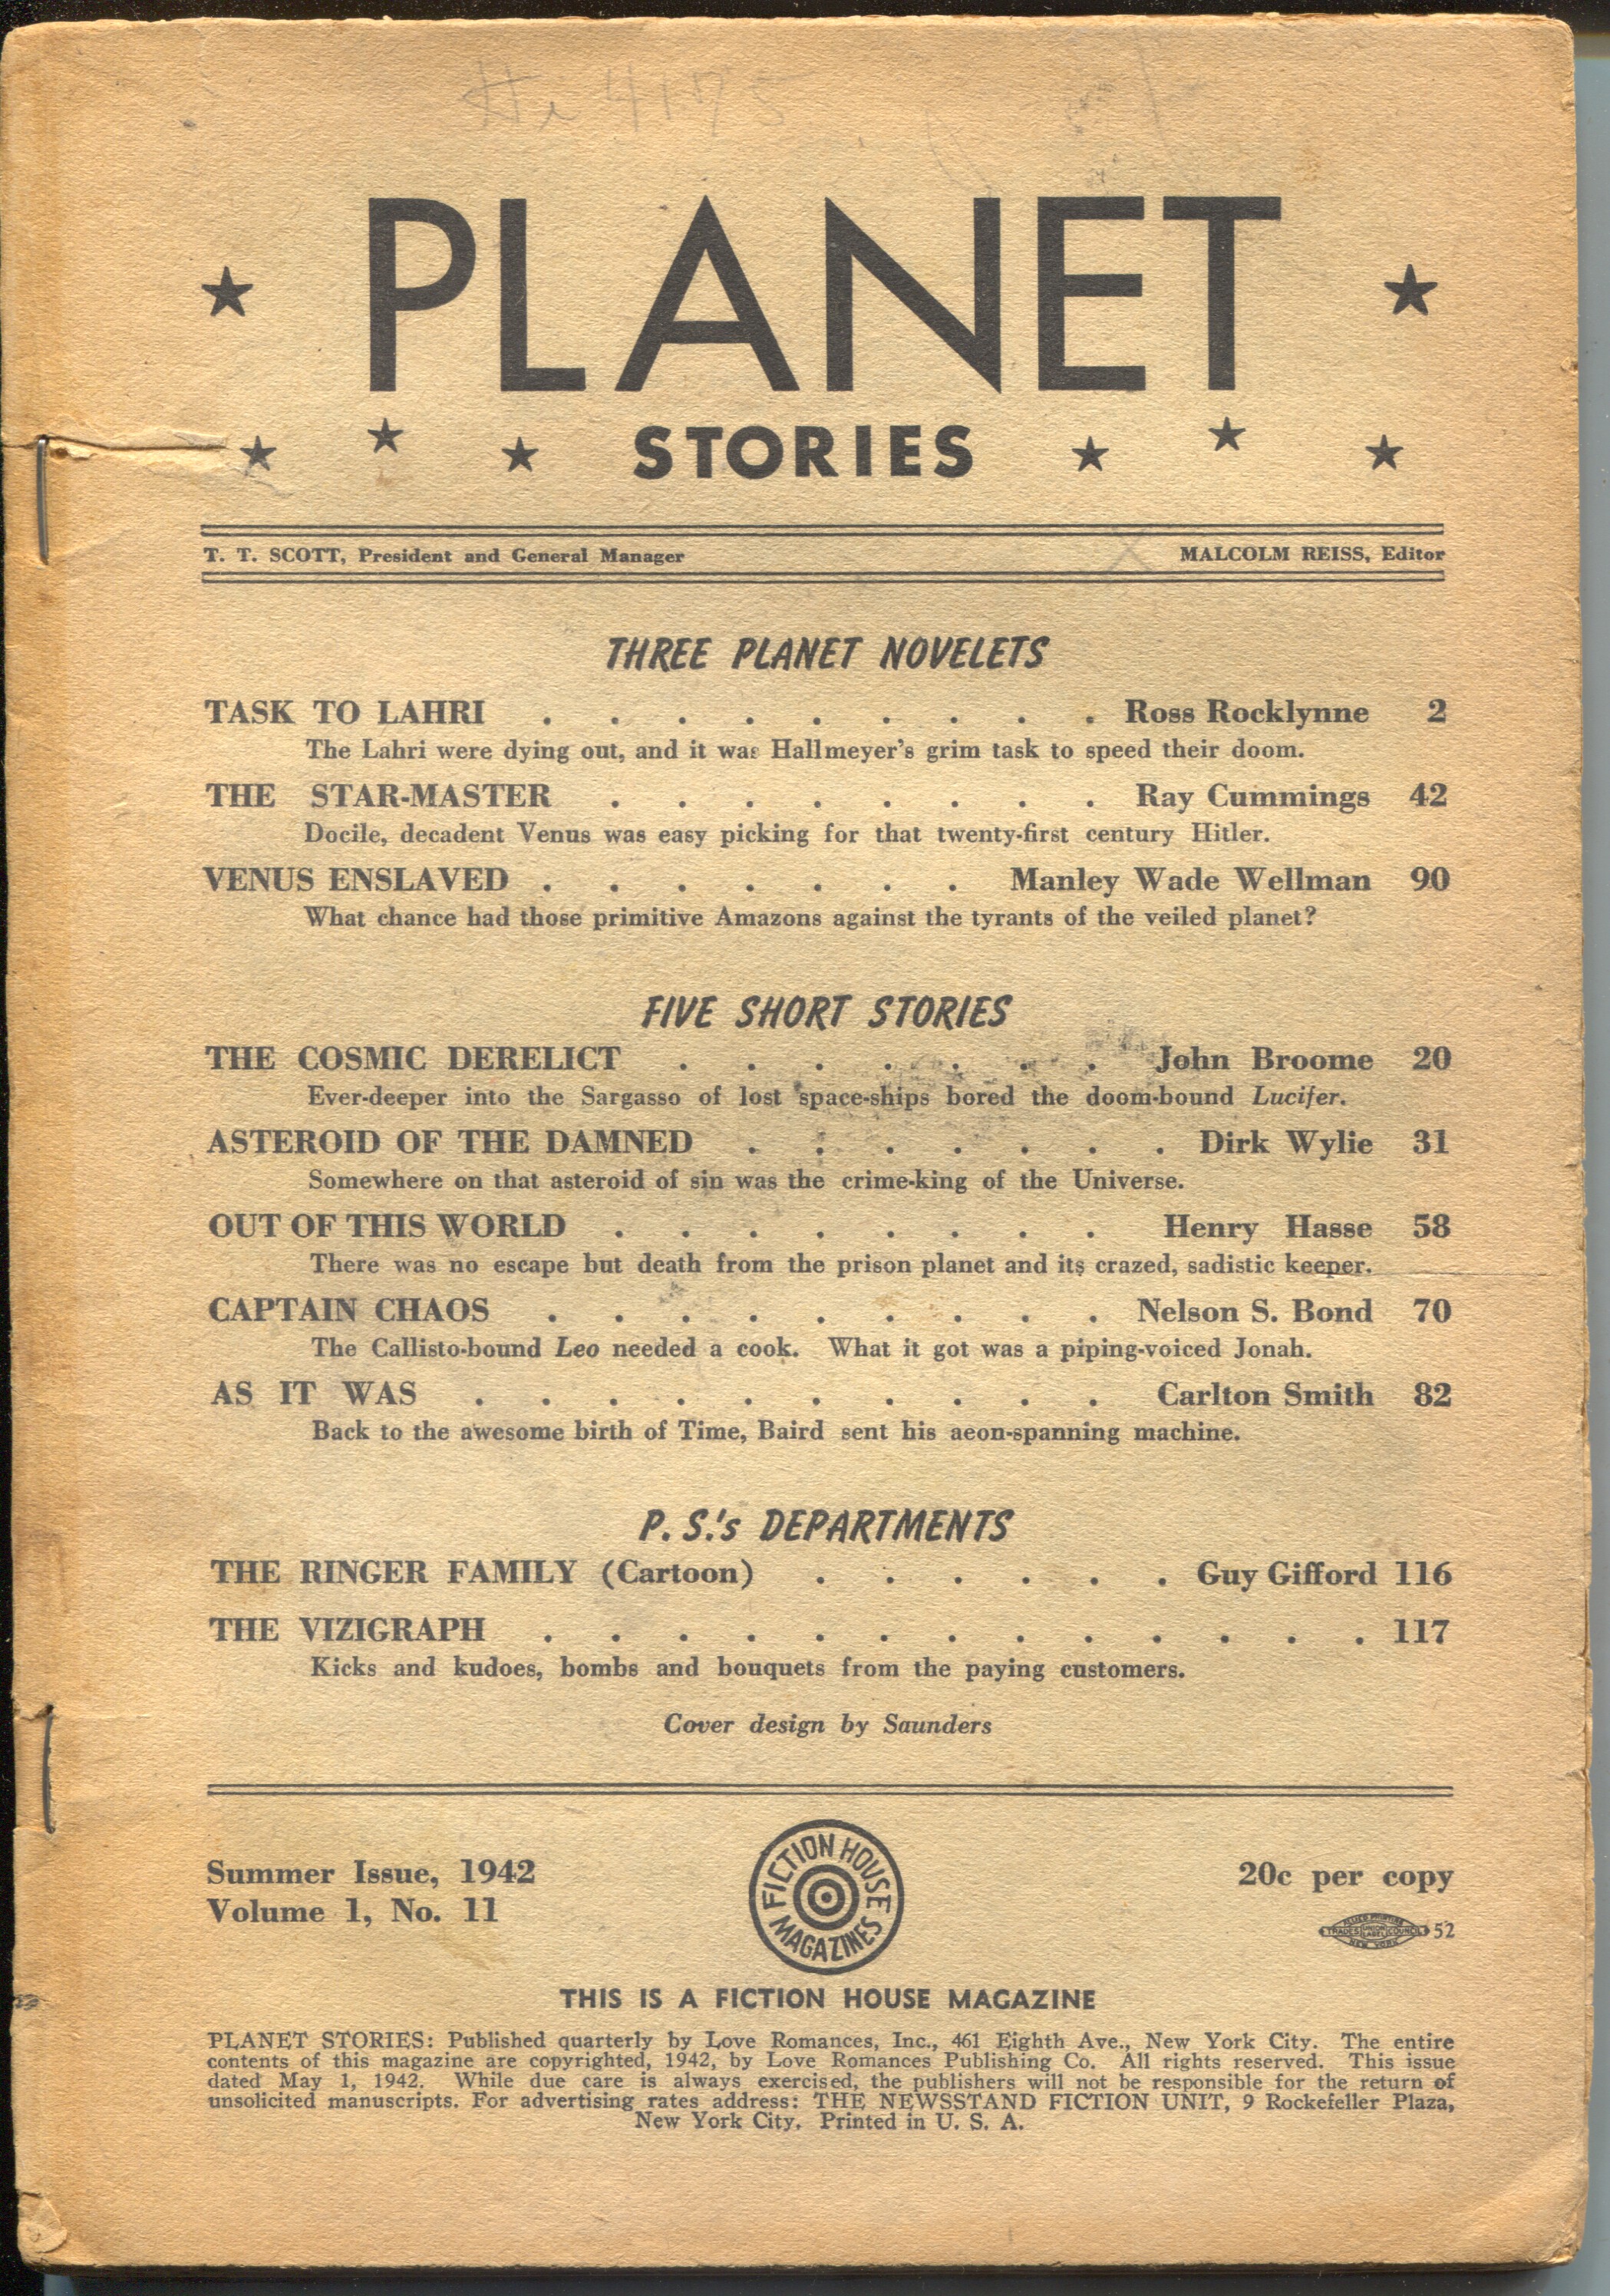 PLANET
STORIES
T. T. SCOTT, President and General Manager MALCOLM REISS, Editor
THREE PLANET NOVELETS
TASK TO LAHRI . . . . . . . . . Ross Rocklynne 2
The Lahri were dying out, and it was Hallmeyer's grim task to speed their doom.
THE STAR-MASTER . . . . . . . . Ray Cummings 42
Docile, decadent Venus was easy picking for that twenty-first century Hitler.
VENUS ENSLAVED . . . . . . . Manley Wade Wellman 90
What chance had those primitive Amazons against the tyrants of the veiled planet?
FIVE SHORT STORIES
THE COSMIC DERELICT . . . . . . . John Broome 20
Ever-deeper into the Sargasso of lost space-ships bored the doom-bound Lucifer.
ASTEROID OF THE DAMNED . . . . . . . Dirk Wylie 31
Somewhere on that asteroid of sin was the crime-king of the Universe.
OUT OF THIS WORLD . . . . . . . . Henry Hasse 58
There was no escape but death from the prison planet and its crazed, sadistic keeper.
CAPTAIN CHAOS . . . . . . . . . Nelson S. Bond 70
The Callisto-bound Leo needed a cook. What it got was a piping-voiced Jonah.
AS IT WAS . . . . . . . . . . Carlton Smith 82
Back to the awesome birth of Time, Baird sent his aeon-spanning machine.
P. S.'s DEPARTMENTS
THE RINGER FAMILY (Cartoon) . . . . . . Guy Gifford 116
THE VIZIGRAPH . . . . . . . . . . . . . 117
Kicks and kudoes, bombs and bouquets from the paying customers.
Cover design by Saunders
Summer Issue, 1942
Volume 1, No. 11
FICTION HOUSE MAGAZINES
20c per copy
ALLIED PRINTING
TRADES UNION LABEL COUNCIL 52
NEW YORK
THIS IS A FICTION HOUSE MAGAZINE
PLANET STORIES: Published quarterly by Love Romances, Inc., 461 Eighth Ave., New York City. The entire
contents of this magazine are copyrighted, 1942, by Love Romances Publishing Co. All rights reserved. This issue
dated May 1, 1942. While due care is always exercised, the publishers will not be responsible for the return of
unsolicited manuscripts. For advertising rates address: THE NEWSSTAND FICTION UNIT, 9 Rockefeller Plaza,
New York City. Printed in U. S. A.